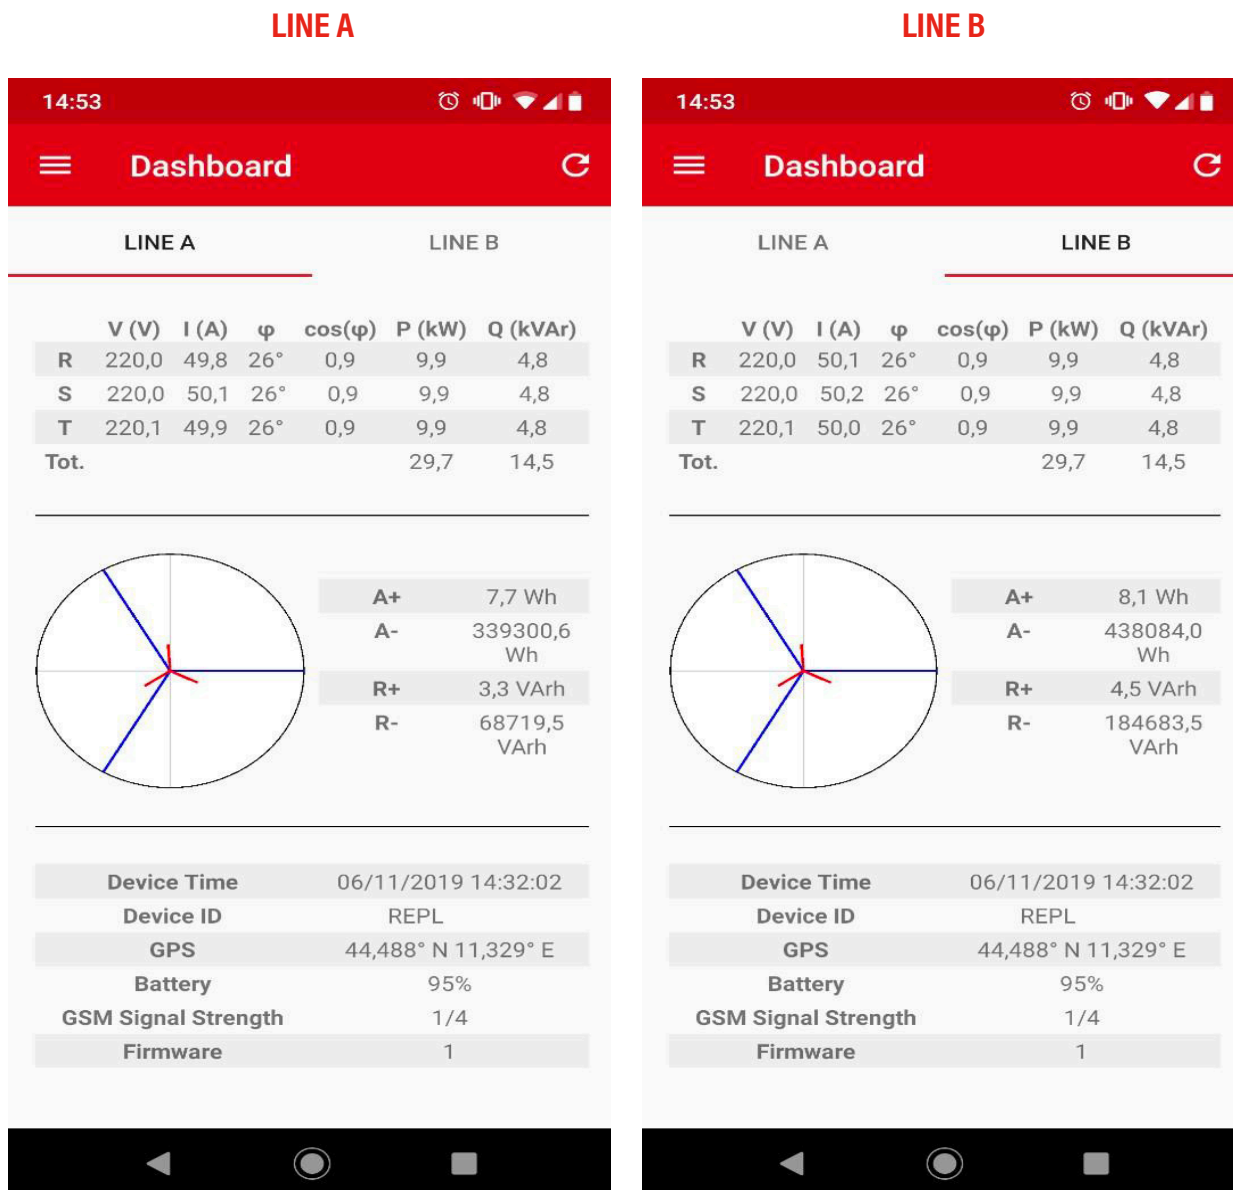 LINE A
14:53
Dashboard
LINE A LINE B
V (V) I (A) φ cos(φ) P (kW) Q (kVAr)
R 220,0 49,8 26° 0,9 9,9 4,8
S 220,0 50,1 26° 0,9 9,9 4,8
T 220,1 49,9 26° 0,9 9,9 4,8
Tot. 29,7 14,5
A+ 7,7 Wh
A- 339300,6
Wh
R+ 3,3 VArh
R- 68719,5
VArh
Device Time 06/11/2019 14:32:02
Device ID REPL
GPS 44,488° N 11,329° E
Battery 95%
GSM Signal Strength 1/4
Firmware 1
LINE B
14:53
Dashboard
LINE A LINE B
V (V) I (A) φ cos(φ) P (kW) Q (kVAr)
R 220,0 50,1 26° 0,9 9,9 4,8
S 220,0 50,2 26° 0,9 9,9 4,8
T 220,1 50,0 26° 0,9 9,9 4,8
Tot. 29,7 14,5
A+ 8,1 Wh
A- 438084,0
Wh
R+ 4,5 VArh
R- 184683,5
VArh
Device Time 06/11/2019 14:32:02
Device ID REPL
GPS 44,488° N 11,329° E
Battery 95%
GSM Signal Strength 1/4
Firmware 1